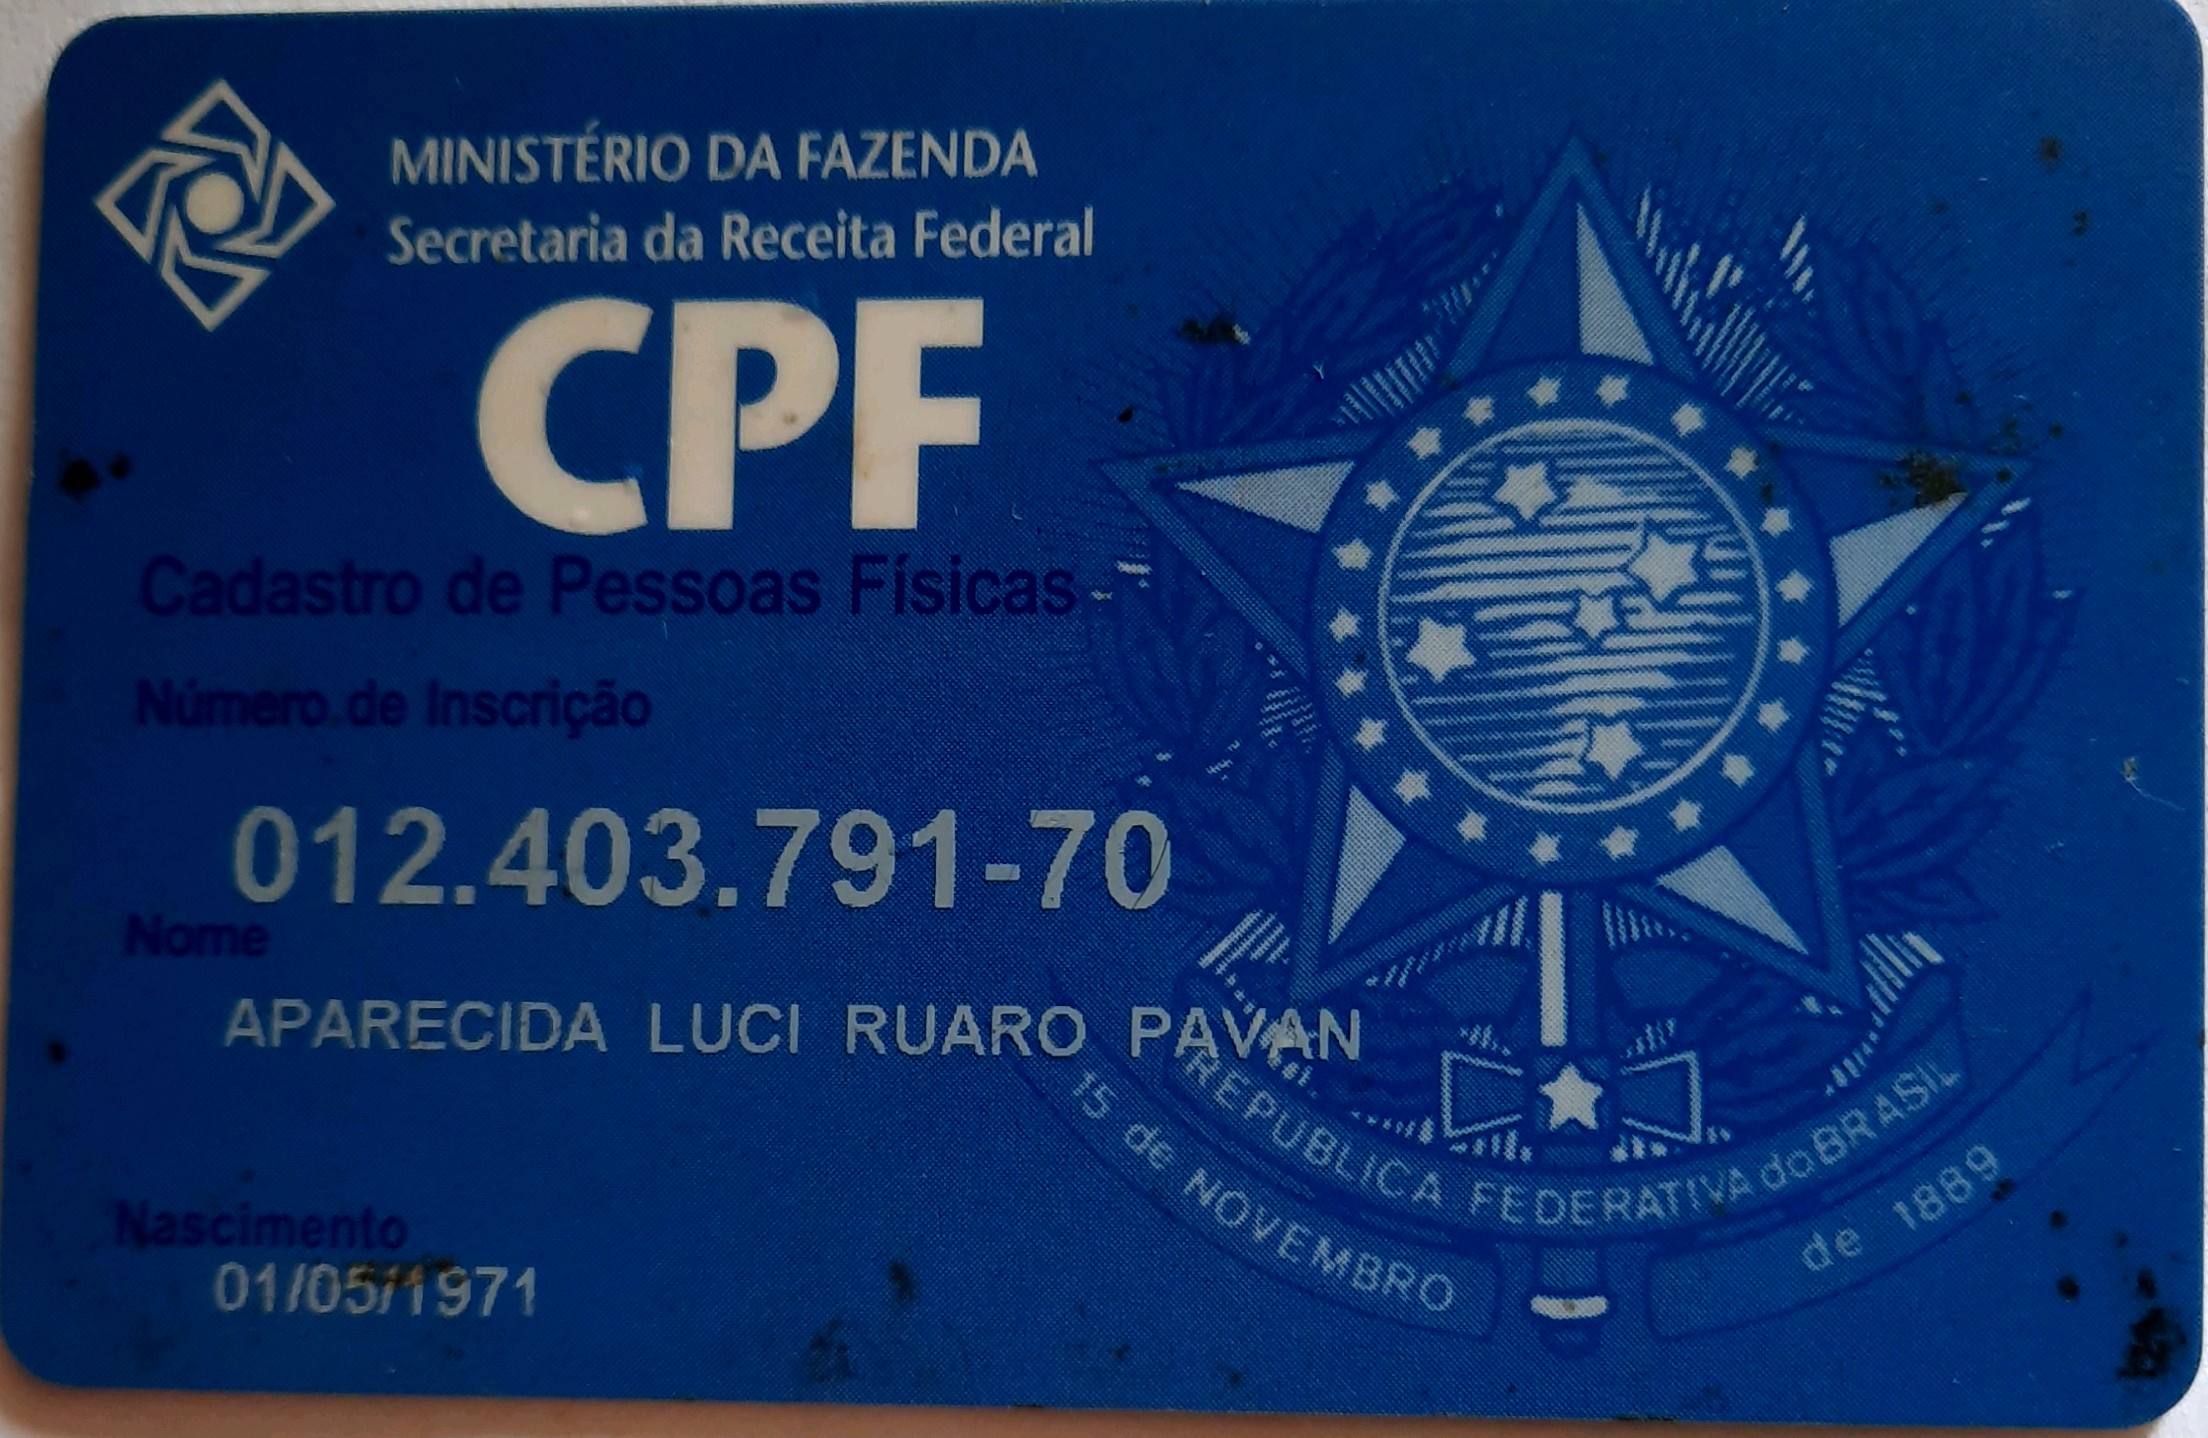 MINISTÉRIO DA FAZENDA
Secretaria da Receita Federal
CPF
Cadastro de Pessoas Físicas
Número de Inscrição
012.403.791-70
Nome
APARECIDA LUCI RUARO PAVAN
Nascimento
01/05/1971
REPUBLICA FEDERATIVA do BRASIL
15 de NOVEMBRO de 1889